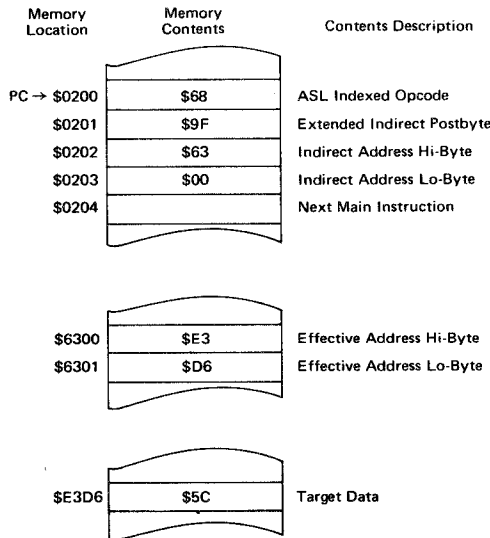 Memory Location Memory Contents Contents Description
PC → $0200 $68 ASL Indexed Opcode
$0201 $9F Extended Indirect Postbyte
$0202 $63 Indirect Address Hi-Byte
$0203 $00 Indirect Address Lo-Byte
$0204 Next Main Instruction
$6300 $E3 Effective Address Hi-Byte
$6301 $D6 Effective Address Lo-Byte
$E3D6 $5C Target Data